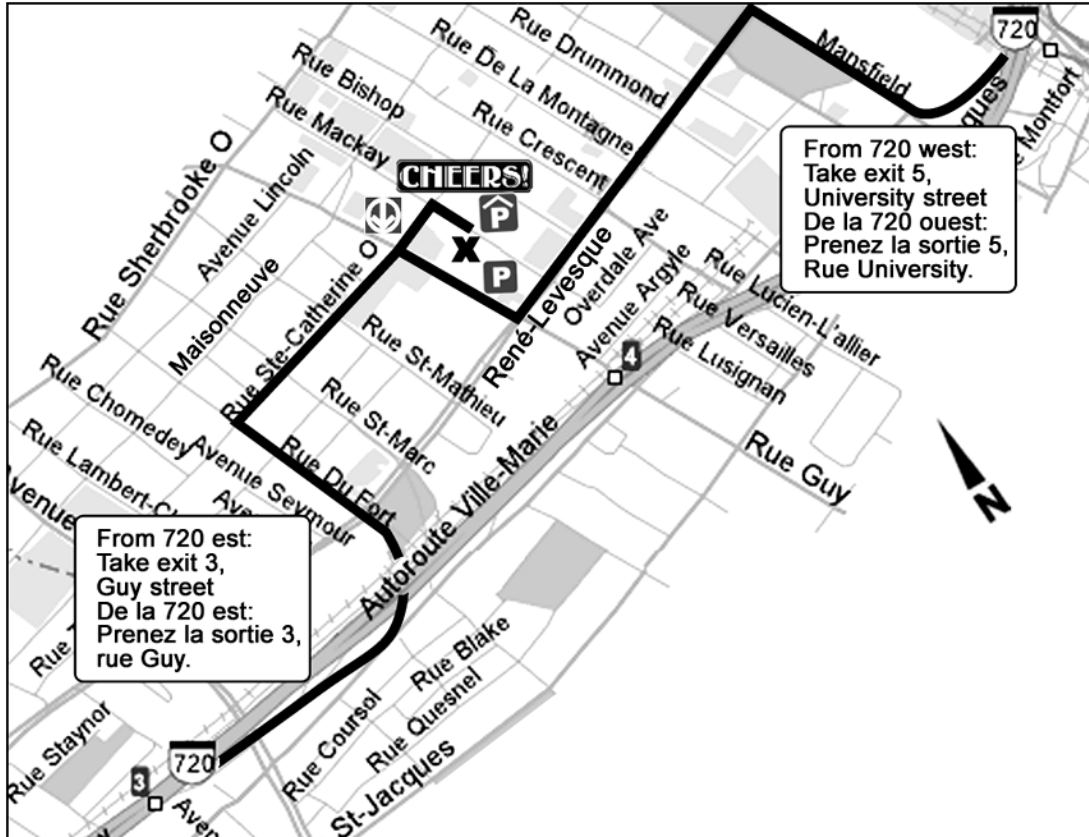 720
Rue Drummond
Mansfield
Rue De La Montagne
Rue Bishop
Rue Crescent
Rue Mackay
Montfort
From 720 west:
Take exit 5,
University street
De la 720 ouest:
Prenez la sortie 5,
Rue University.
CHEERS!
P
P
Rue Sherbrooke O
Avenue Lincoln
Maisonneuve
Rue Ste-Catherine O
René-Levesque
Overdale Ave
Avenue Argyle
Rue Lucien-L'allier
Rue Versailles
Rue Lusignan
4
Rue St-Mathieu
Rue St-Marc
Rue Guy
Rue Chomedey
Rue Du Fort
Avenue Seymour
Avenue
Autoroute Ville-Marie
N
From 720 est:
Take exit 3,
Guy street
De la 720 est:
Prenez la sortie 3,
rue Guy.
Rue Blake
Rue Quesnel
Rue Coursol
St-Jacques
Rue Staynor
720
3